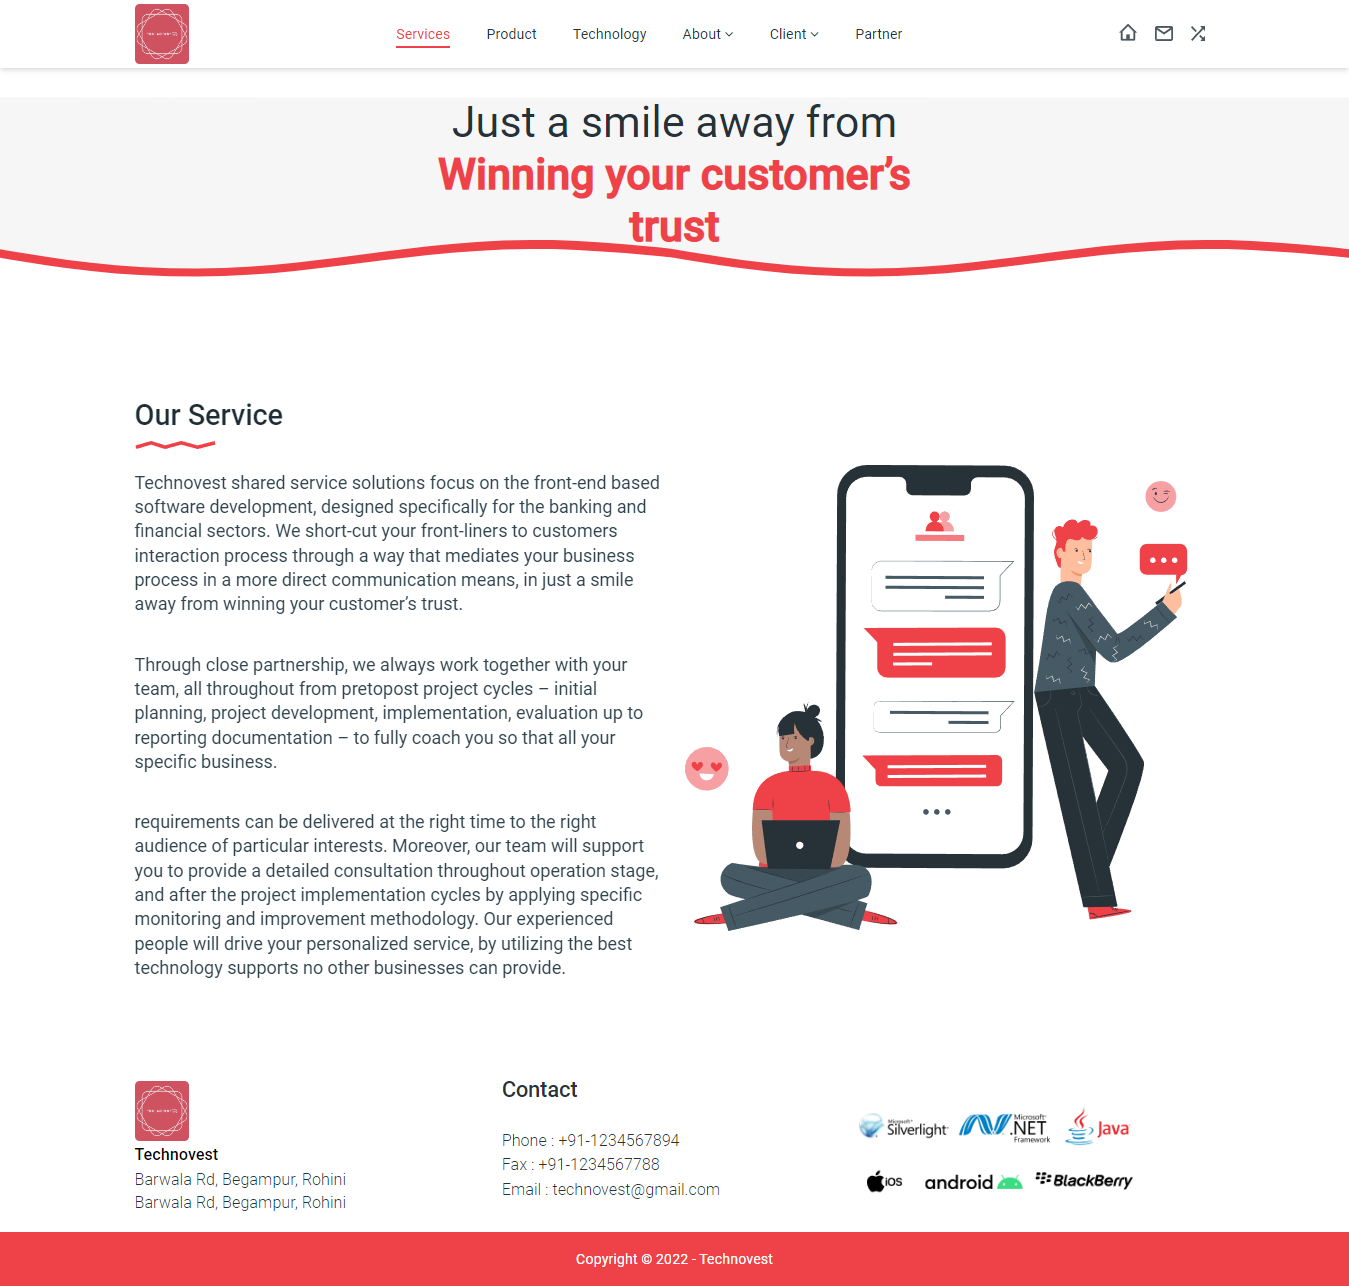 Services Product Technology About Client Partner
Just a smile away from
Winning your customer’s
trust
Our Service
Technovest shared service solutions focus on the front-end based
software development, designed specifically for the banking and
financial sectors. We short-cut your front-liners to customers
interaction process through a way that mediates your business
process in a more direct communication means, in just a smile
away from winning your customer’s trust.
Through close partnership, we always work together with your
team, all throughout from pretopost project cycles – initial
planning, project development, implementation, evaluation up to
reporting documentation – to fully coach you so that all your
specific business.
requirements can be delivered at the right time to the right
audience of particular interests. Moreover, our team will support
you to provide a detailed consultation throughout operation stage,
and after the project implementation cycles by applying specific
monitoring and improvement methodology. Our experienced
people will drive your personalized service, by utilizing the best
technology supports no other businesses can provide.
Technovest
Barwala Rd, Begampur, Rohini
Barwala Rd, Begampur, Rohini
Contact
Phone : +91-1234567894
Fax : +91-1234567788
Email : technovest@gmail.com
Microsoft
Silverlight
Microsoft
.NET
Framework
Java
iOS
android
BlackBerry
Copyright © 2022 - Technovest